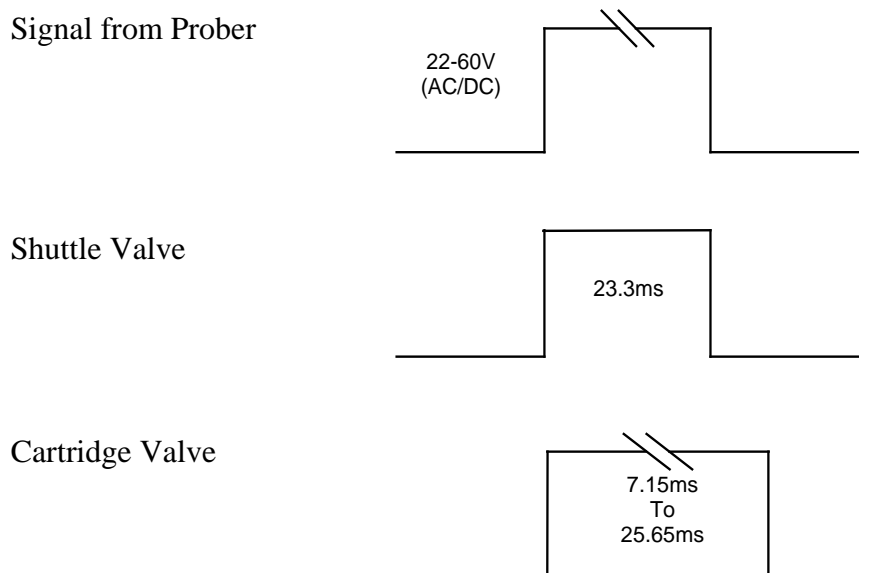 Signal from Prober
22-60V
(AC/DC)
Shuttle Valve
23.3ms
Cartridge Valve
7.15ms
To
25.65ms